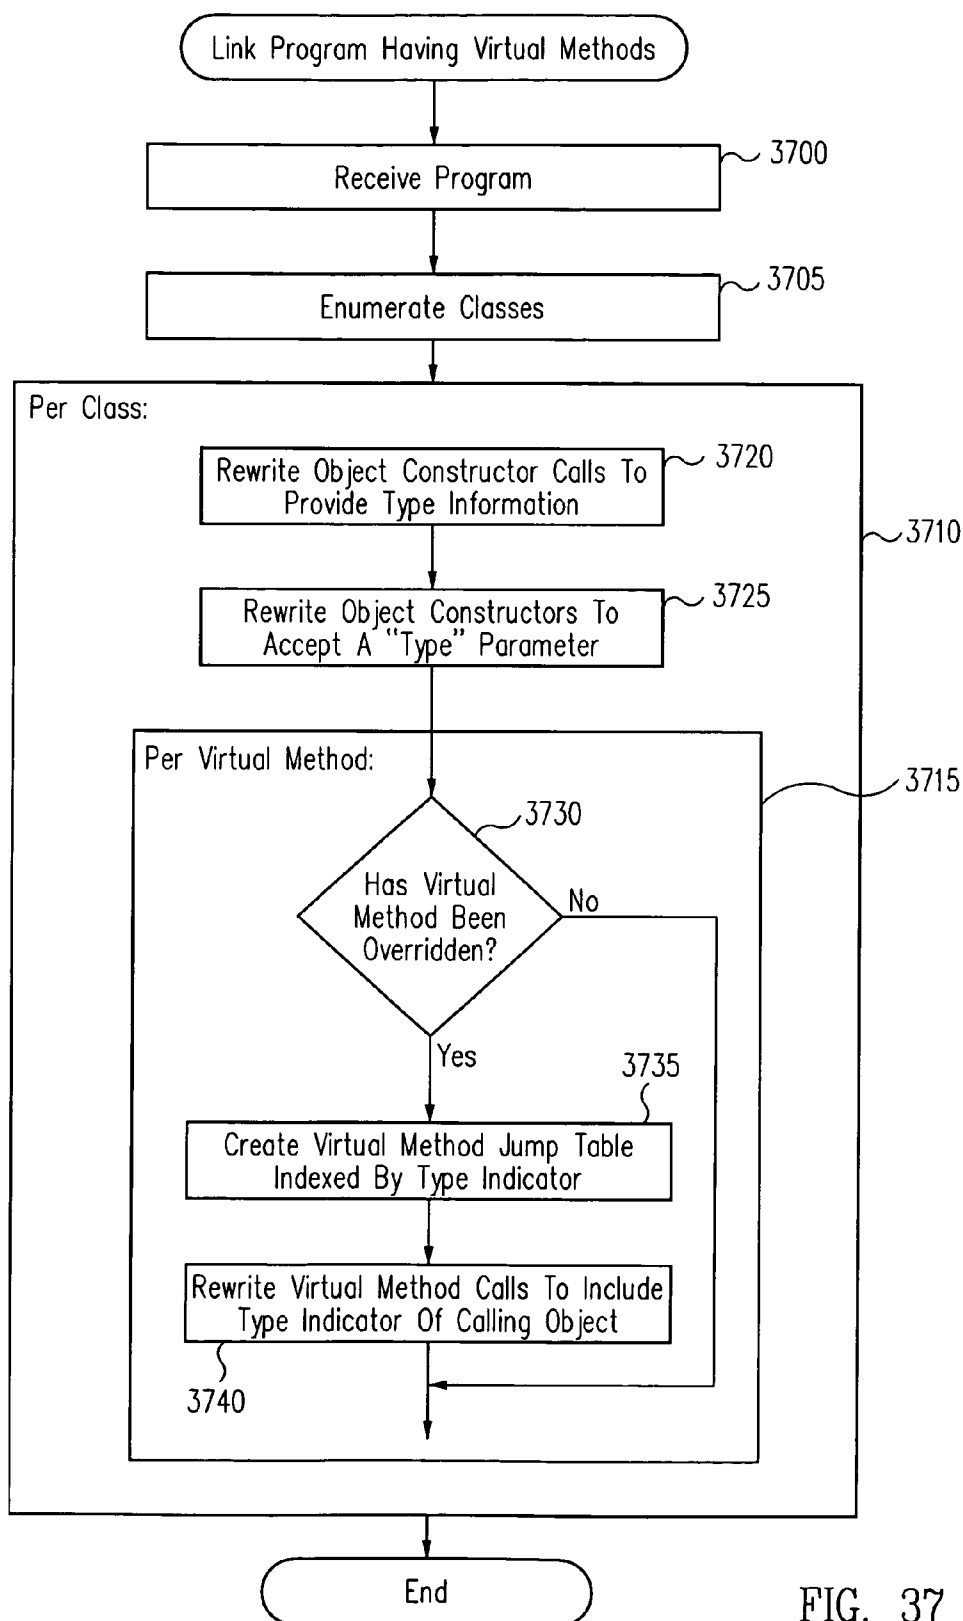 Link Program Having Virtual Methods
3700
Receive Program
3705
Enumerate Classes
Per Class:
3720
Rewrite Object Constructor Calls To
Provide Type Information
3710
3725
Rewrite Object Constructors To
Accept A "Type" Parameter
Per Virtual Method:
3715
3730
Has Virtual
Method Been
Overridden?
No
Yes
3735
Create Virtual Method Jump Table
Indexed By Type Indicator
Rewrite Virtual Method Calls To Include
Type Indicator Of Calling Object
3740
End
FIG. 37